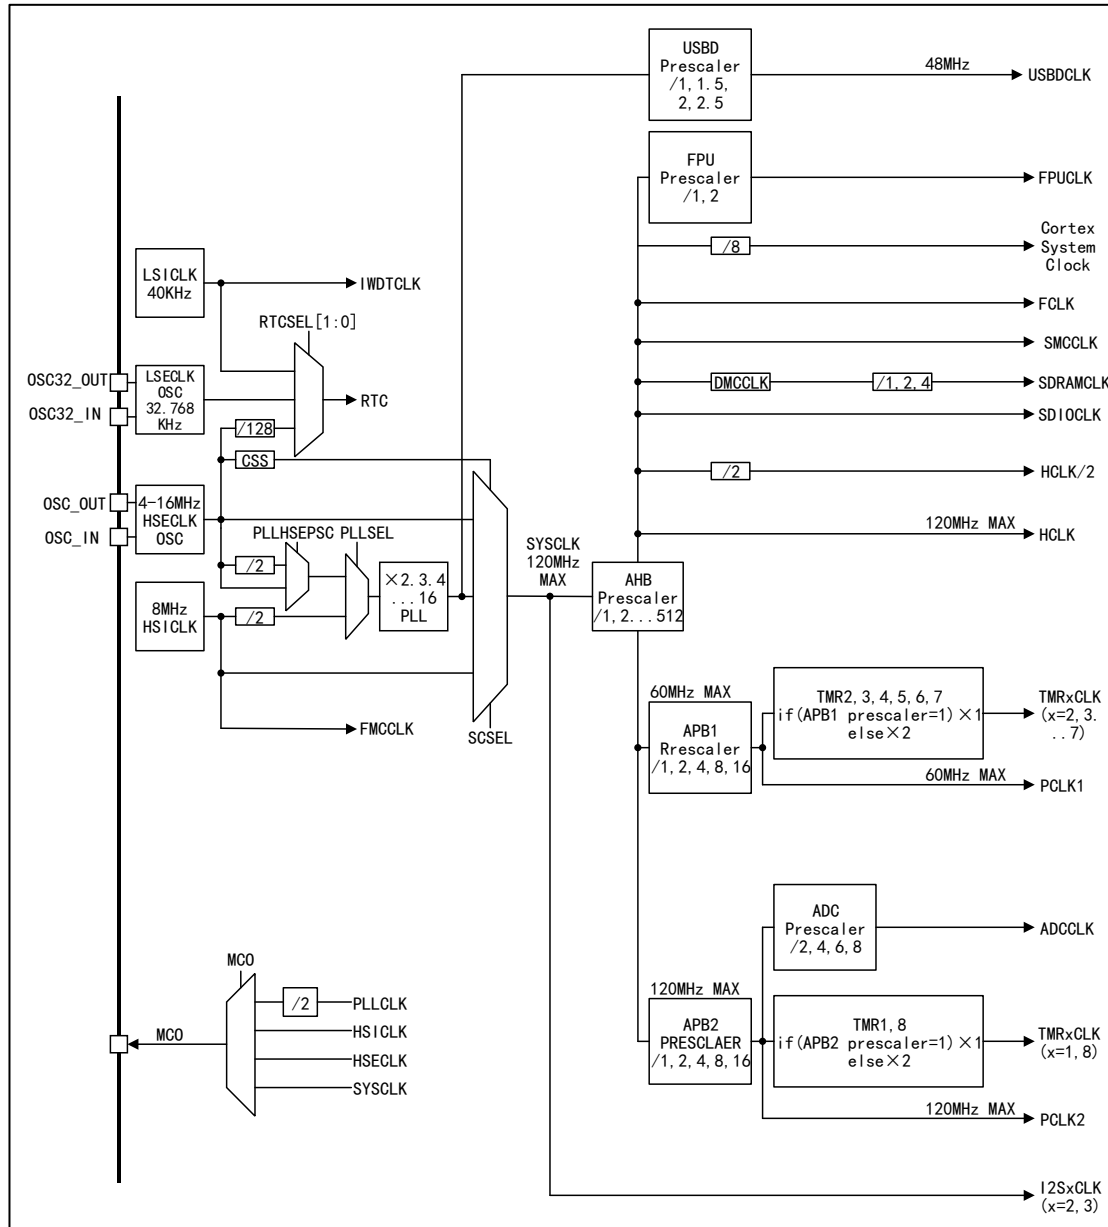 USBD
Prescaler
/1, 1.5,
2, 2.5
48MHz
USBDCLK
FPU
Prescaler
/1, 2
FPUCLK
/8
Cortex
System
Clock
LSICLK
40KHz
IWDTCLK
FCLK
RTCSEL[1:0]
SMCCLK
OSC32_OUT
OSC32_IN
LSECLK
OSC
32.768
KHz
RTC
DMCCLK
/1, 2, 4
SDRAMCLK
SDIOCLK
/128
CSS
/2
HCLK/2
OSC_OUT
OSC_IN
4-16MHz
HSECLK
OSC
120MHz MAX
HCLK
PLLHSEPSC
PLLSEL
SYSCLK
120MHz
MAX
/2
×2. 3. 4
...16
PLL
AHB
Prescaler
/1, 2...512
8MHz
HSICLK
/2
FMCCLK
SCSEL
60MHz MAX
APB1
Rrescaler
/1, 2, 4, 8, 16
TMR2, 3, 4, 5, 6, 7
if(APB1 prescaler=1) ×1
else×2
TMRxCLK
(x=2, 3.
..7)
60MHz MAX
PCLK1
ADC
Prescaler
/2, 4, 6, 8
ADCCLK
MCO
/2
PLLCLK
HSICLK
HSECLK
SYSCLK
MCO
120MHz MAX
APB2
PRESCLAER
/1, 2, 4, 8, 16
TMR1, 8
if(APB2 prescaler=1) ×1
else×2
TMRxCLK
(x=1, 8)
120MHz MAX
PCLK2
I2SxCLK
(x=2, 3)